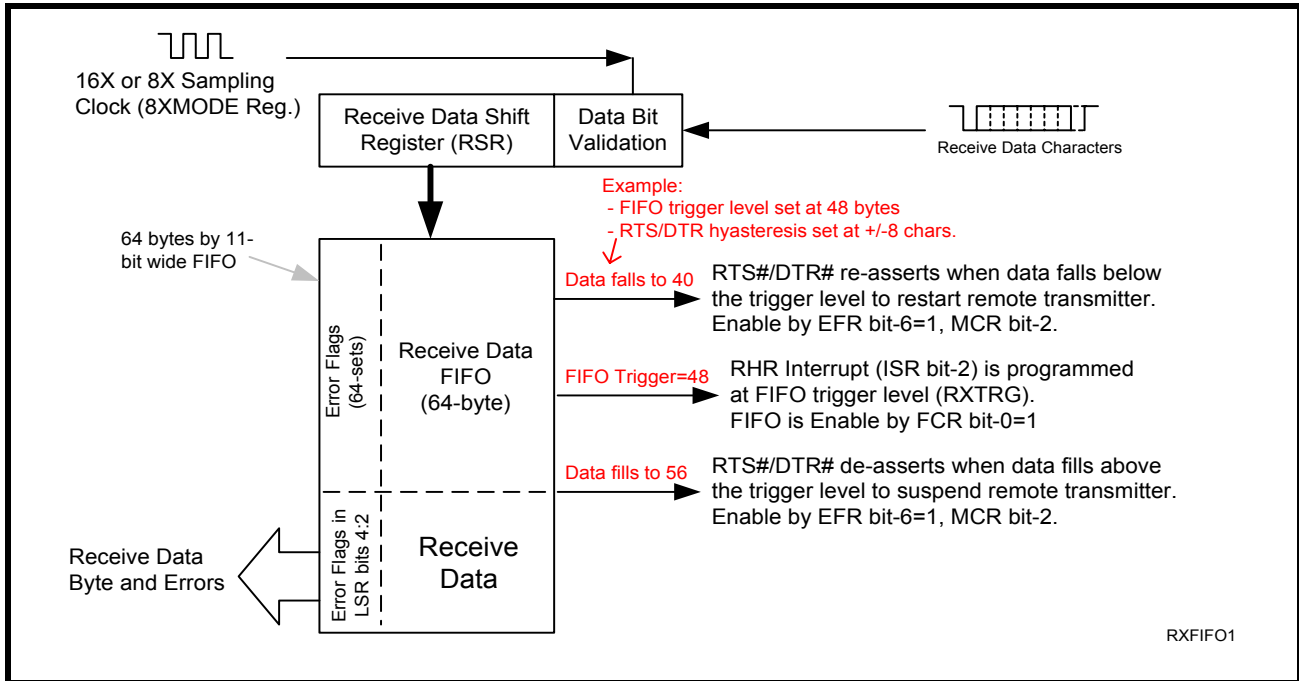 16X or 8X Sampling
Clock (8XMODE Reg.)
Receive Data Shift
Register (RSR)
Data Bit
Validation
Receive Data Characters
Example:
- FIFO trigger level set at 48 bytes
- RTS/DTR hyasteresis set at +/-8 chars.
64 bytes by 11-
bit wide FIFO
Data falls to 40
RTS#/DTR# re-asserts when data falls below
the trigger level to restart remote transmitter.
Enable by EFR bit-6=1, MCR bit-2.
Error Flags
(64-sets)
Receive Data
FIFO
(64-byte)
FIFO Trigger=48
RHR Interrupt (ISR bit-2) is programmed
at FIFO trigger level (RXTRG).
FIFO is Enable by FCR bit-0=1
Data fills to 56
RTS#/DTR# de-asserts when data fills above
the trigger level to suspend remote transmitter.
Enable by EFR bit-6=1, MCR bit-2.
Receive Data
Byte and Errors
Error Flags in
LSR bits 4:2
Receive
Data
RXFIFO1